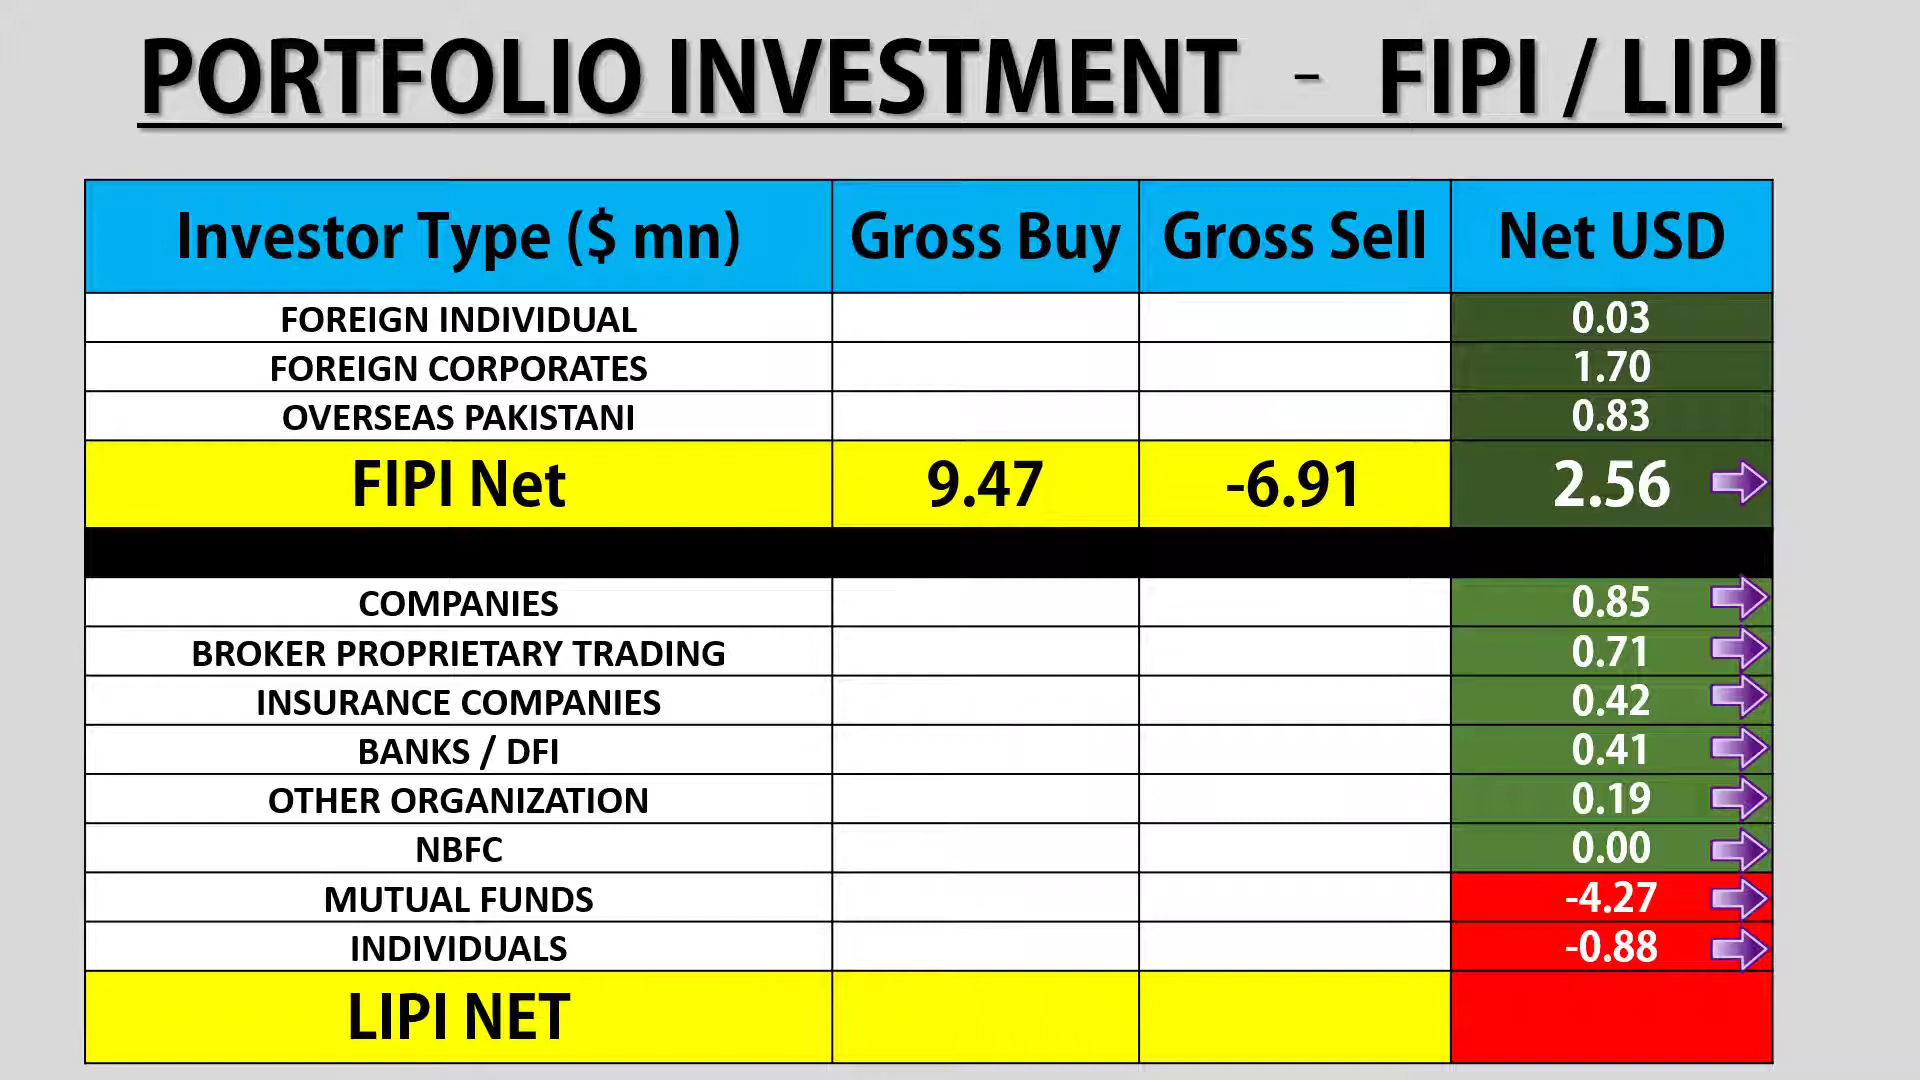 PORTFOLIO INVESTMENT - FIPI / LIPI
Investor Type ($ mn) Gross Buy Gross Sell Net USD
FOREIGN INDIVIDUAL 0.03
FOREIGN CORPORATES 1.70
OVERSEAS PAKISTANI 0.83
FIPI Net 9.47 -6.91 2.56
COMPANIES 0.85
BROKER PROPRIETARY TRADING 0.71
INSURANCE COMPANIES 0.42
BANKS / DFI 0.41
OTHER ORGANIZATION 0.19
NBFC 0.00
MUTUAL FUNDS -4.27
INDIVIDUALS -0.88
LIPI NET